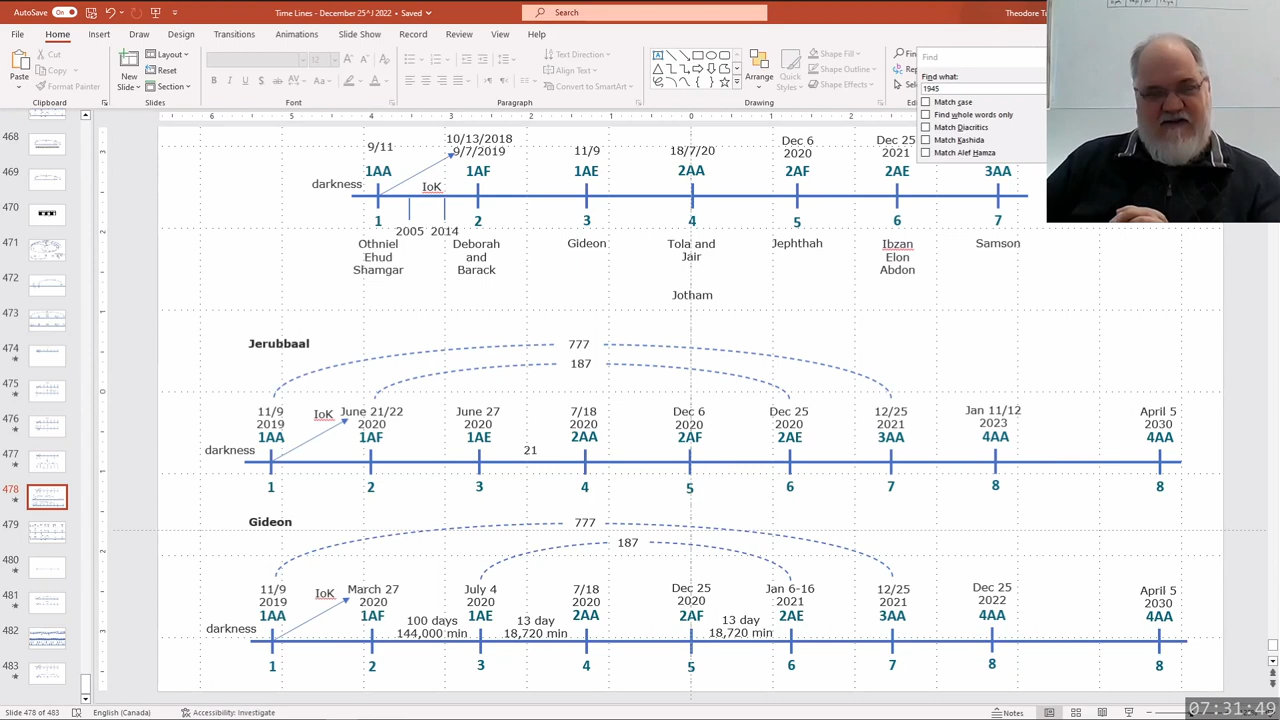 AutoSave On Time Lines - December 25^J 2022 • Saved Search Theodore
File Home Insert Draw Design Transitions Animations Slide Show Record Review View Help
Paste Cut Copy Format Painter Clipboard
New Slide Layout Reset Section Slides
Font
Text Direction Align Text Convert to SmartArt Paragraph
Arrange Quick Styles Shape Fill Shape Outline Shape Effects Drawing
Find
Find what:
1945
Match case
Find whole words only
Match Diacritics
Match Kashida
Match Alef Hamza
468
469
470
471
472
473
474
475
476
477
478
479
480
481
482
483
9/11 10/13/2018 9/7/2019 11/9 18/7/20 Dec 6 2020 Dec 25 2021
1AA 1AF 1AE 2AA 2AF 2AE 3AA
darkness IoK
1 2 3 4 5 6 7
2005 2014
Othniel Ehud Shamgar
Deborah and Barack
Gideon
Tola and Jair
Jephthah
Ibzan Elon Abdon
Samson
Jotham
Jerubbaal
777
187
11/9 2019 IoK June 21/22 2020 June 27 2020 7/18 2020 Dec 6 2020 Dec 25 2020 12/25 2021 Jan 11/12 2023 April 5 2030
1AA 1AF 1AE 2AA 2AF 2AE 3AA 4AA 4AA
darkness 21
1 2 3 4 5 6 7 8 8
Gideon
777
187
11/9 2019 IoK March 27 2020 July 4 2020 7/18 2020 Dec 25 2020 Jan 6-16 2021 12/25 2021 Dec 25 2022 April 5 2030
1AA 1AF 1AE 2AA 2AF 2AE 3AA 4AA 4AA
darkness 100 days 144,000 min 13 day 18,720 min 13 day 18,720 min
1 2 3 4 5 6 7 8 8
Slide 478 of 483 English (Canada) Accessibility: Investigate Notes
07:31:49